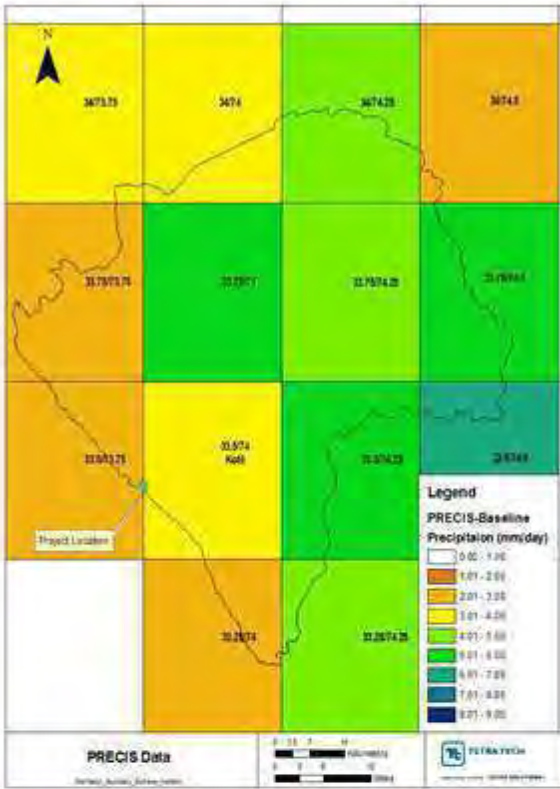 N
34/73.75
34/74
34/74.25
34/74.5
33.75/73.75
33.75/74
33.75/74.25
33.75/74.5
33.5/73.75
33.5/74
Kotli
33.5/74.25
33.5/74.5
Project Location
33.25/74
33.25/74.25
Legend
PRECIS-Baseline
Precipitaion (mm/day)
0.00 - 1.00
1.01 - 2.00
2.01 - 3.00
3.01 - 4.00
4.01 - 5.00
5.01 - 6.00
6.01 - 7.00
7.01 - 8.00
8.01 - 9.00
PRECIS Data
Kilometers
Miles
TETRA TECH